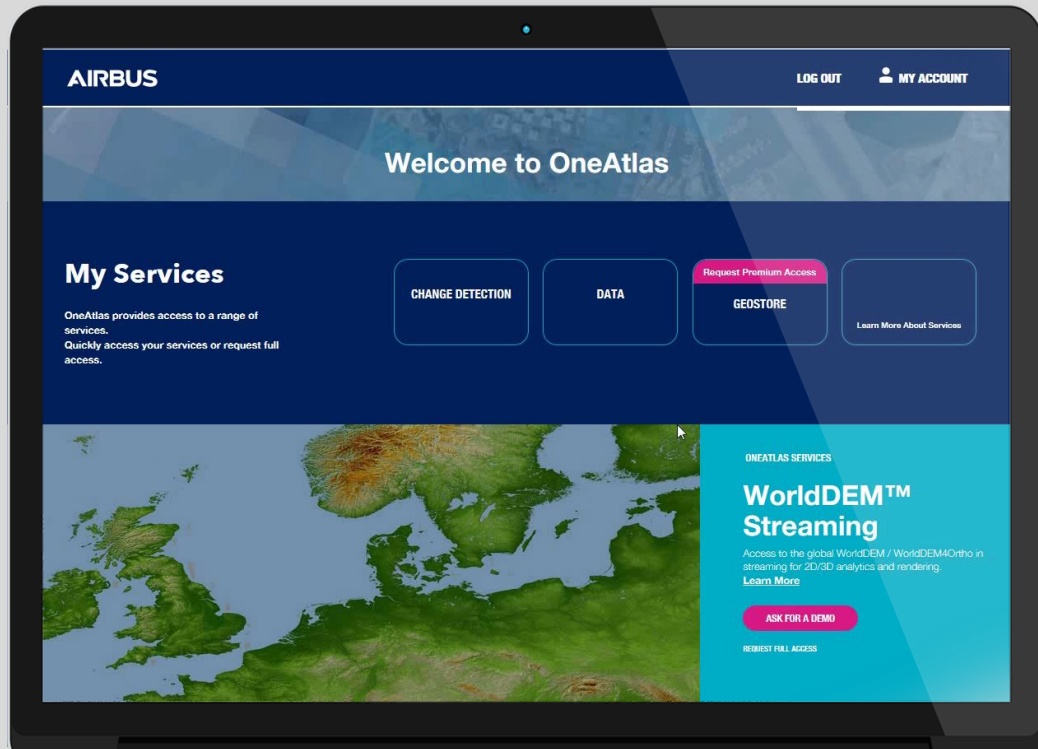 AIRBUS
LOG OUT
MY ACCOUNT
Welcome to OneAtlas
My Services
OneAtlas provides access to a range of
services.
Quickly access your services or request full
access.
CHANGE DETECTION
DATA
Request Premium Access
GEOSTORE
Learn More About Services
ONEATLAS SERVICES
WorldDEM™
Streaming
Access to the global WorldDEM / WorldDEM4Ortho in
streaming for 2D/3D analytics and rendering.
Learn More
ASK FOR A DEMO
REQUEST FULL ACCESS